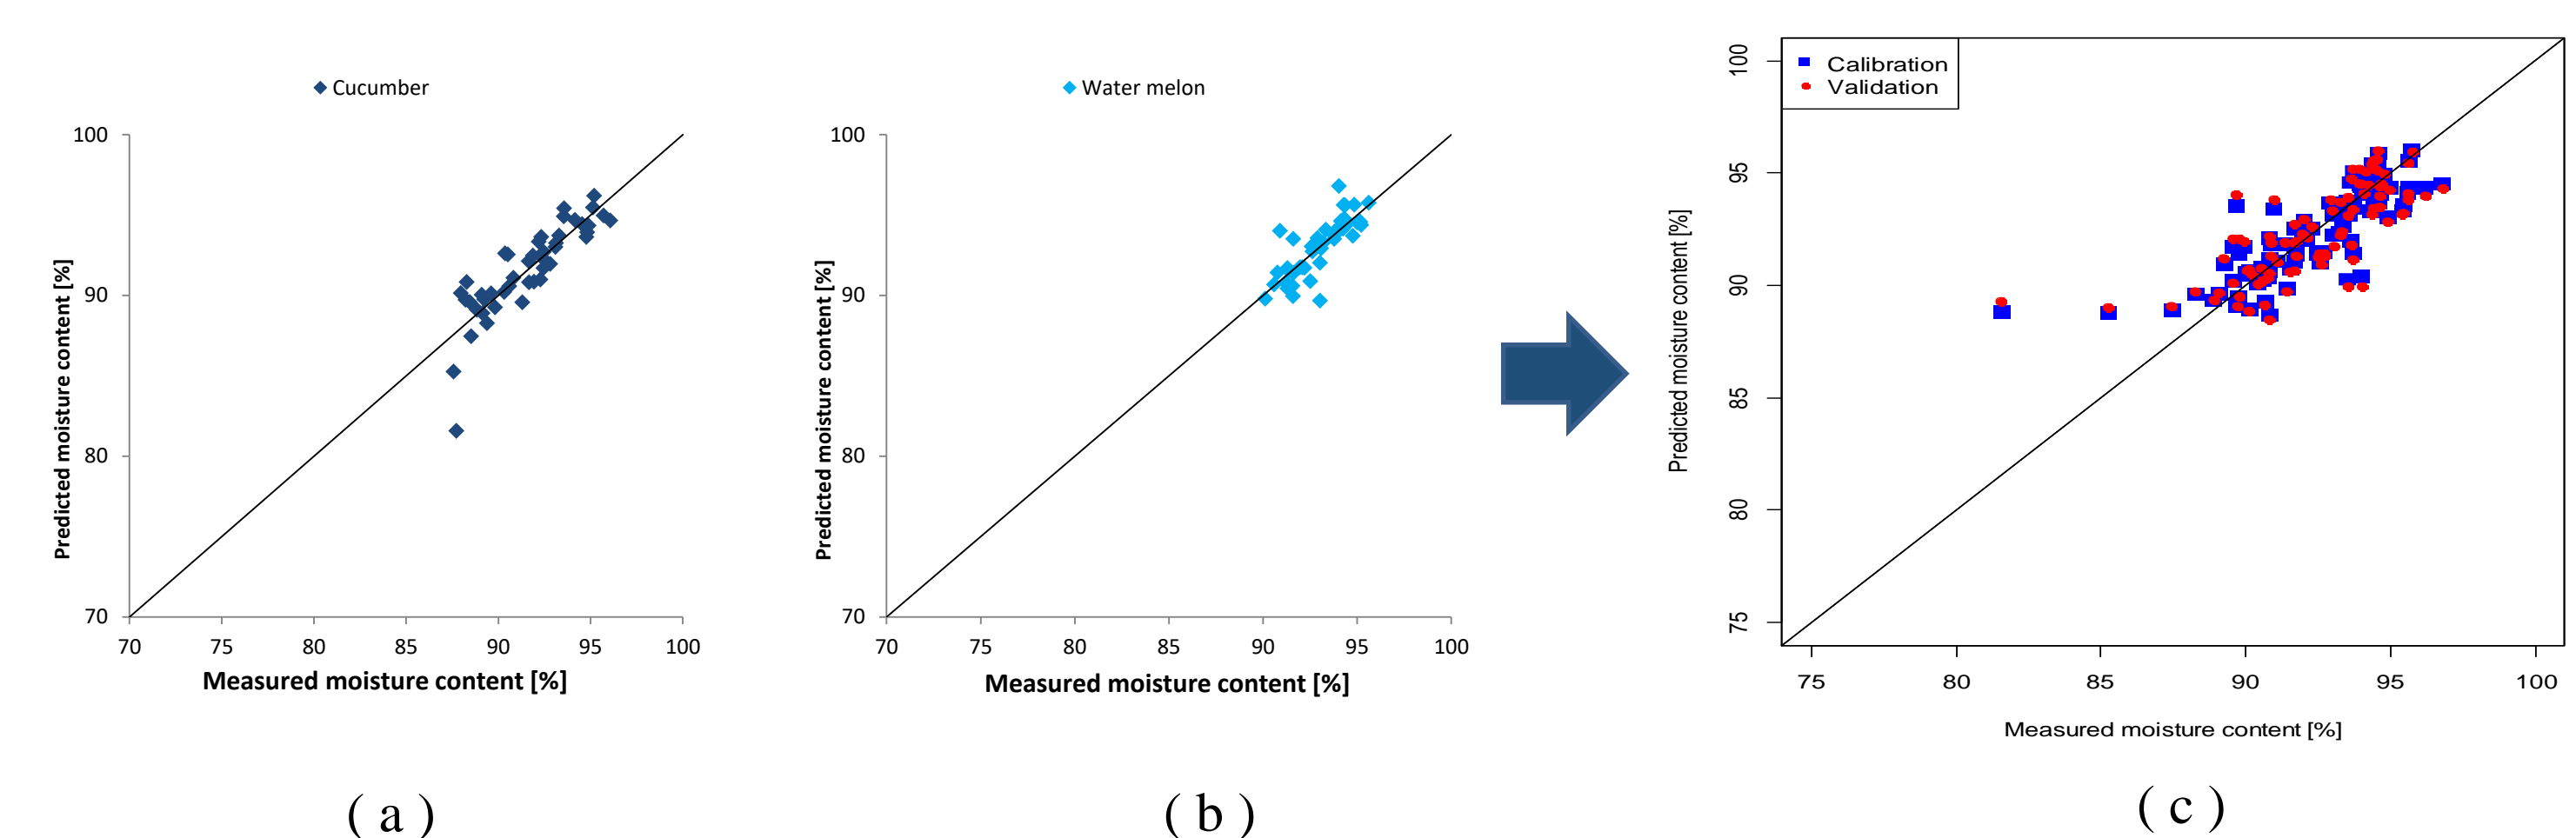 Cucumber
100
90
80
70
Predicted moisture content [%]
70 75 80 85 90 95 100
Measured moisture content [%]
( a )
Water melon
100
90
80
70
Predicted moisture content [%]
70 75 80 85 90 95 100
Measured moisture content [%]
( b )
Calibration
Validation
100
95
90
85
80
75
Predicted moisture content [%]
75 80 85 90 95 100
Measured moisture content [%]
( c )